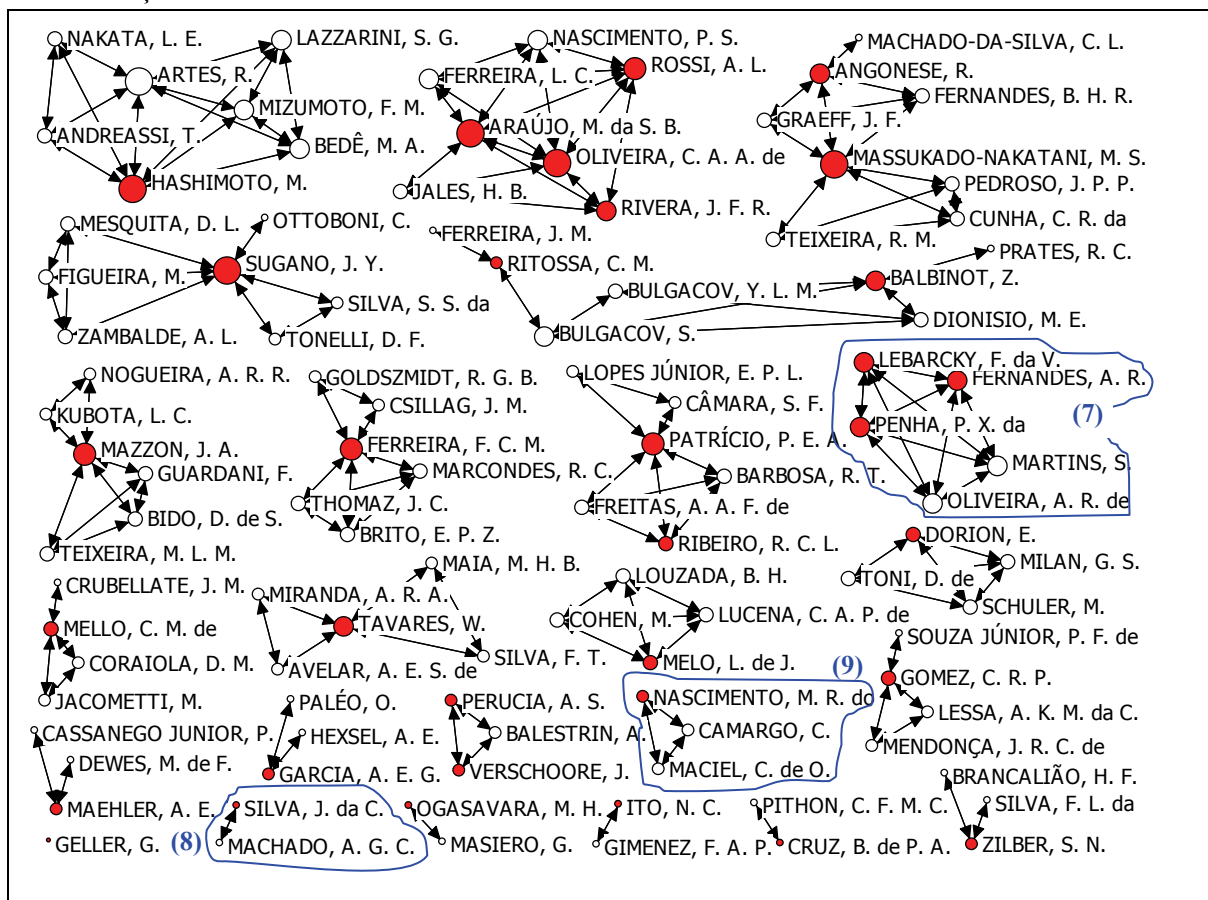 NAKATA, L. E.
LAZZARINI, S. G.
ARTES, R.
MIZUMOTO, F. M.
ANDREASSI, T.
BEDÊ, M. A.
HASHIMOTO, M.
NASCIMENTO, P. S.
ROSSI, A. L.
FERREIRA, L. C.
ARAÚJO, M. da S. B.
OLIVEIRA, C. A. A. de
JALES, H. B.
RIVERA, J. F. R.
MACHADO-DA-SILVA, C. L.
ANGONESE, R.
FERNANDES, B. H. R.
GRAEFF, J. F.
MASSUKADO-NAKATANI, M. S.
PEDROSO, J. P. P.
CUNHA, C. R. da
TEIXEIRA, R. M.
MESQUITA, D. L.
OTTOBONI, C.
FIGUEIRA, M.
SUGANO, J. Y.
SILVA, S. S. da
ZAMBALDE, A. L.
TONELLI, D. F.
FERREIRA, J. M.
RITOSSA, C. M.
PRATES, R. C.
BULGACOV, Y. L. M.
BALBINOT, Z.
BULGACOV, S.
DIONISIO, M. E.
NOGUEIRA, A. R. R.
KUBOTA, L. C.
MAZZON, J. A.
GUARDANI, F.
BIDO, D. de S.
TEIXEIRA, M. L. M.
GOLDSZMIDT, R. G. B.
CSILLAG, J. M.
FERREIRA, F. C. M.
MARCONDES, R. C.
THOMAZ, J. C.
BRITO, E. P. Z.
LOPES JÚNIOR, E. P. L.
CÂMARA, S. F.
PATRÍCIO, P. E. A.
BARBOSA, R. T.
FREITAS, A. A. F. de
RIBEIRO, R. C. L.
LEBARCKY, F. da V.
FERNANDES, A. R.
(7)
PENHA, P. X. da
MARTINS, S.
OLIVEIRA, A. R. de
DORION, E.
MILAN, G. S.
TONI, D. de
SCHULER, M.
CRUBELLATE, J. M.
MELLO, C. M. de
CORAIOLA, D. M.
JACOMETTI, M.
MAIA, M. H. B.
MIRANDA, A. R. A.
TAVARES, W.
AVELAR, A. E. S. de
SILVA, F. T.
LOUZADA, B. H.
COHEN, M.
LUCENA, C. A. P. de
MELO, L. de J.
SOUZA JÚNIOR, P. F. de
GOMEZ, C. R. P.
LESSA, A. K. M. da C.
MENDONÇA, J. R. C. de
(9)
NASCIMENTO, M. R. do
CAMARGO, C.
MACIEL, C. de O.
CASSANEGO JUNIOR, P.
DEWES, M. de F.
MAEHLER, A. E.
PALÉO, O.
HEXSEL, A. E.
GARCIA, A. E. G.
PERUCIA, A. S.
BALESTRIN, A.
VERSCHOORE, J.
BRANCALIÃO, H. F.
SILVA, F. L. da
ZILBER, S. N.
GELLER, G.
(8)
SILVA, J. da C.
MACHADO, A. G. C.
OGASAVARA, M. H.
MASIERO, G.
ITO, N. C.
GIMENEZ, F. A. P.
PITHON, C. F. M. C.
CRUZ, B. de P. A.